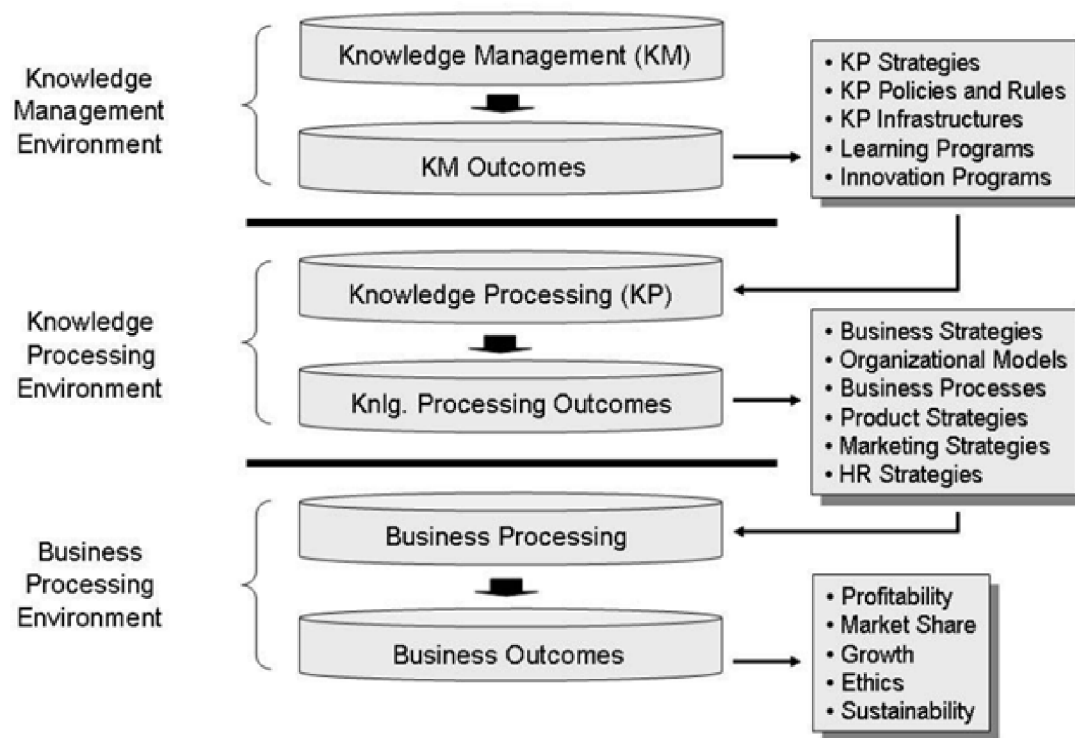 Knowledge
Management
Environment
Knowledge Management (KM)
KM Outcomes
• KP Strategies
• KP Policies and Rules
• KP Infrastructures
• Learning Programs
• Innovation Programs
Knowledge
Processing
Environment
Knowledge Processing (KP)
Knlg. Processing Outcomes
• Business Strategies
• Organizational Models
• Business Processes
• Product Strategies
• Marketing Strategies
• HR Strategies
Business
Processing
Environment
Business Processing
Business Outcomes
• Profitability
• Market Share
• Growth
• Ethics
• Sustainability